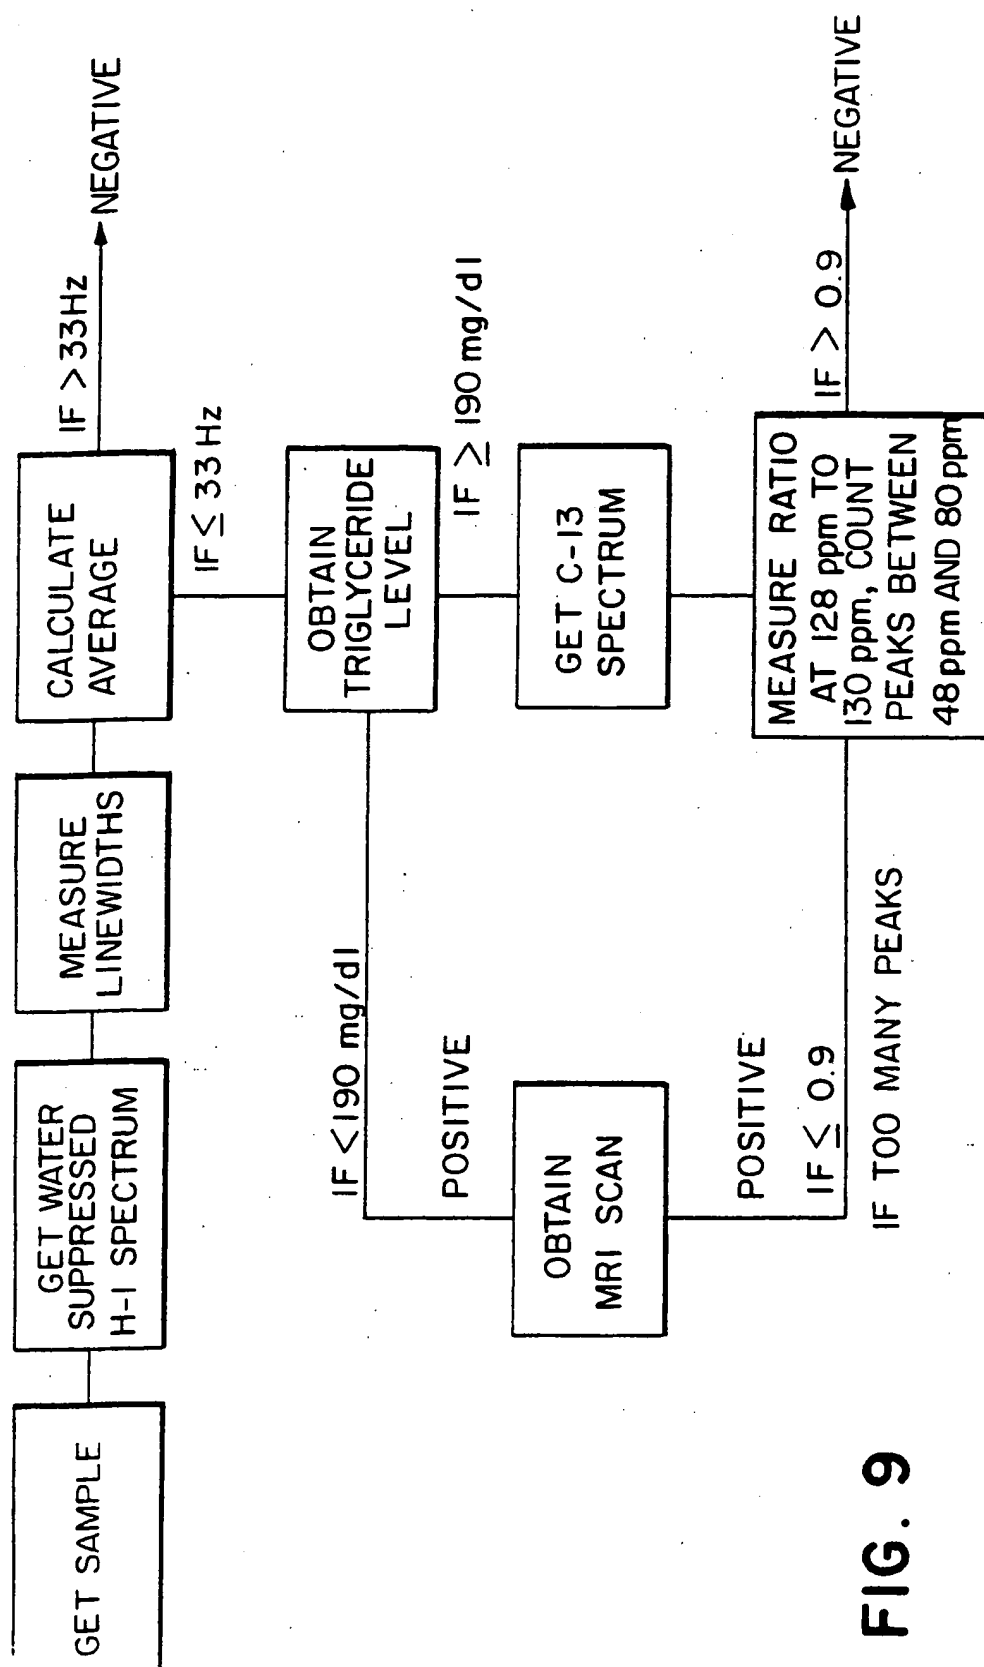 GET SAMPLE
GET WATER
SUPPRESSED
H-1 SPECTRUM
MEASURE
LINEWIDTHS
CALCULATE
AVERAGE
IF > 33Hz
NEGATIVE
IF ≤ 33 Hz
OBTAIN
TRIGLYCERIDE
LEVEL
IF < 190 mg/dl
POSITIVE
IF ≥ 190 mg/dl
GET C-13
SPECTRUM
OBTAIN
MRI SCAN
POSITIVE
IF ≤ 0.9
MEASURE RATIO
AT 128 ppm TO
130 ppm, COUNT
PEAKS BETWEEN
48 ppm AND 80 ppm
IF > 0.9
NEGATIVE
IF TOO MANY PEAKS
FIG. 9